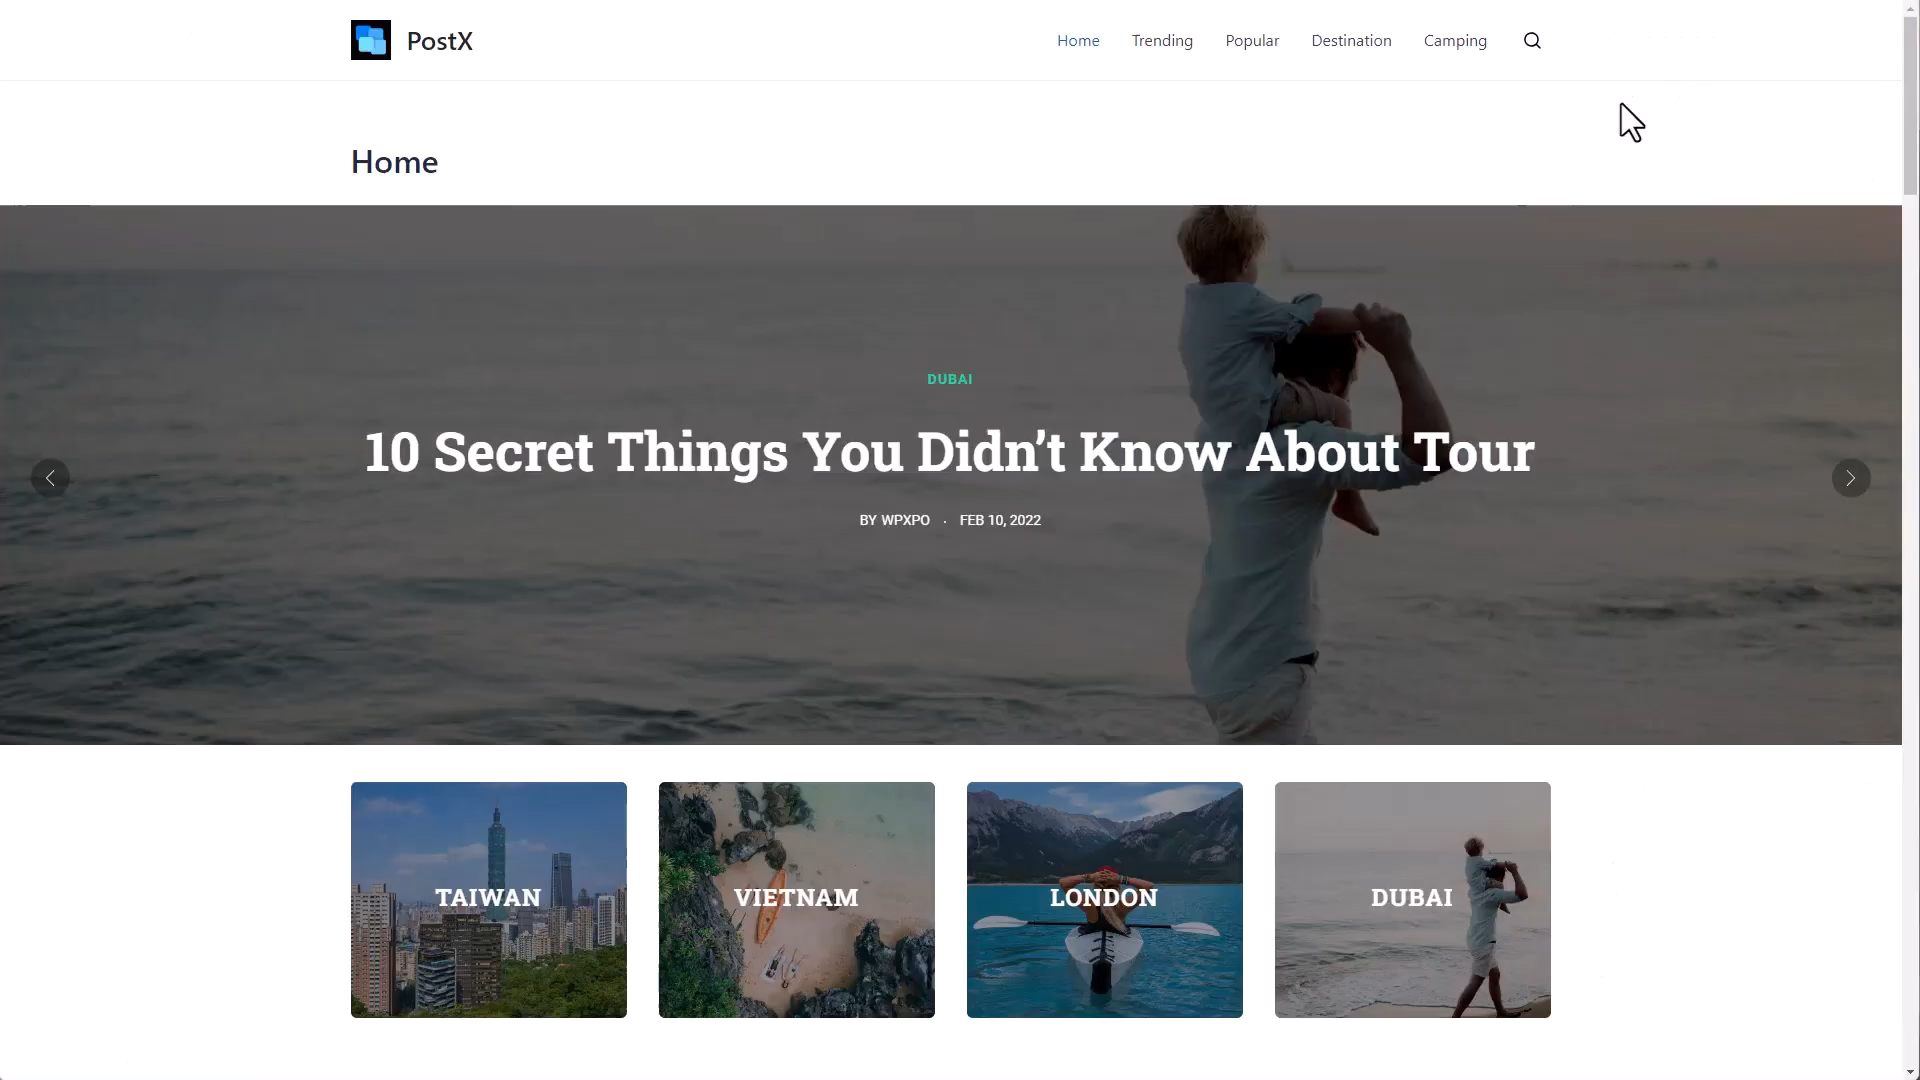 PostX
Home
Trending
Popular
Destination
Camping
Home
DUBAI
10 Secret Things You Didn’t Know About Tour
BY WPXPO . FEB 10, 2022
TAIWAN
VIETNAM
LONDON
DUBAI